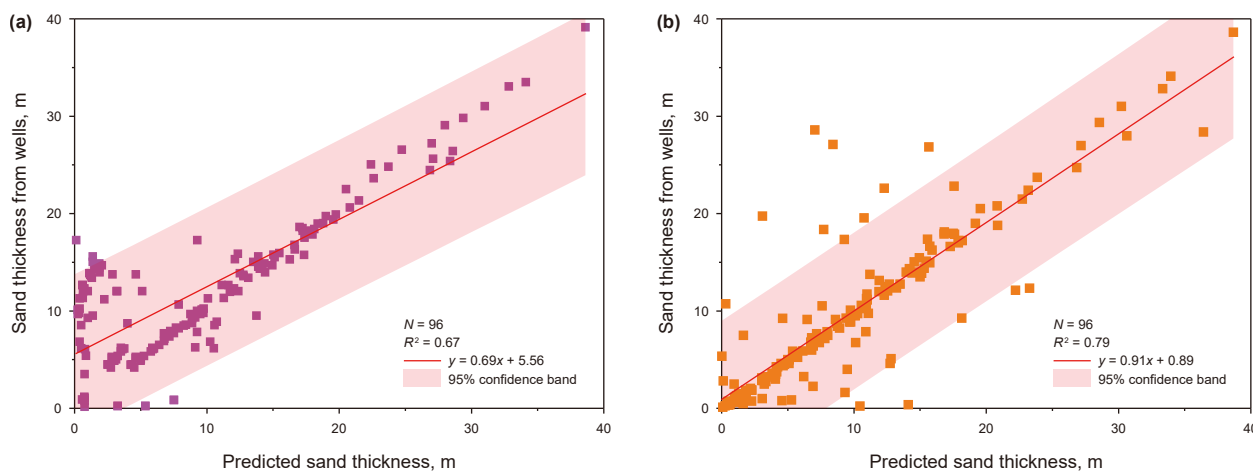 (a)
40
30
20
10
0
Sand thickness from wells, m
N = 96
R² = 0.67
y = 0.69x + 5.56
95% confidence band
0 10 20 30 40
Predicted sand thickness, m
(b)
40
30
20
10
0
Sand thickness from wells, m
N = 96
R² = 0.79
y = 0.91x + 0.89
95% confidence band
0 10 20 30 40
Predicted sand thickness, m